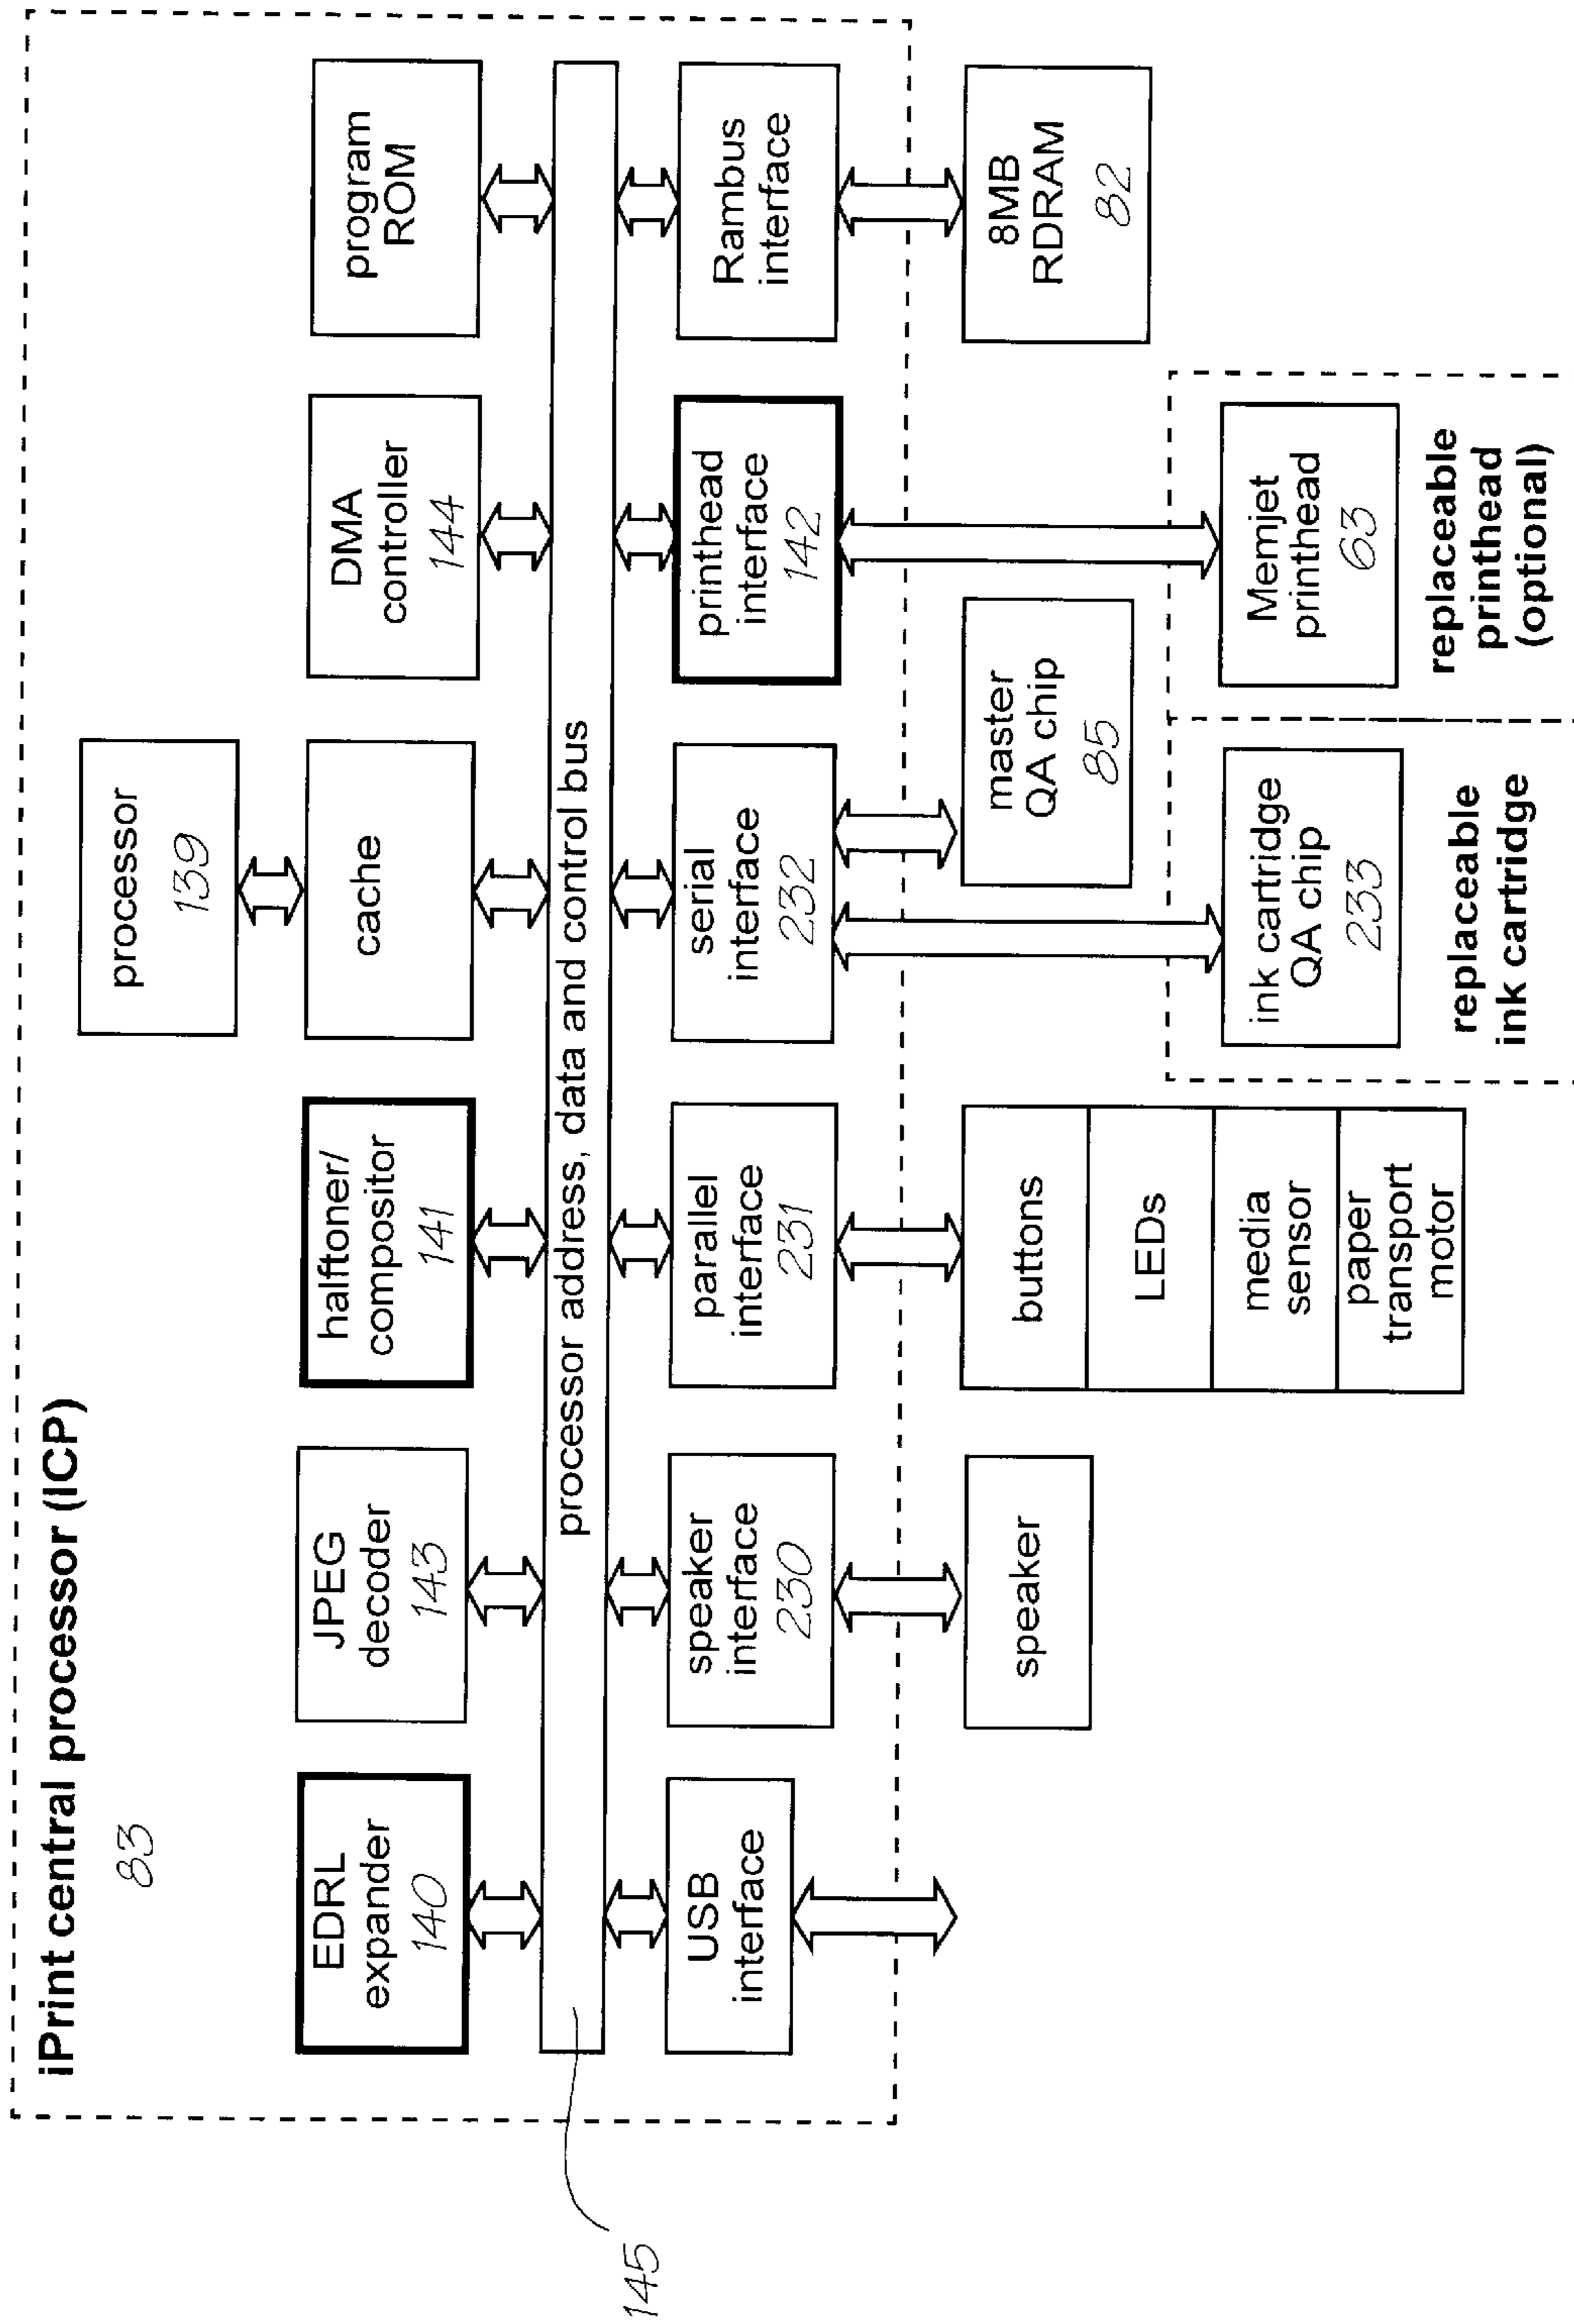 iPrint central processor (ICP)
83
processor
139
EDRL
expander
140
JPEG
decoder
143
halftoner/
compositor
141
cache
DMA
controller
144
program
ROM
processor address, data and control bus
145
USB
interface
speaker
interface
230
parallel
interface
231
serial
interface
232
printhead
interface
142
Rambus
interface
speaker
buttons
LEDs
media
sensor
paper
transport
motor
master
QA chip
85
8MB
RDRAM
82
ink cartridge
QA chip
233
replaceable
ink cartridge
Memjet
printhead
63
replaceable
printhead
(optional)